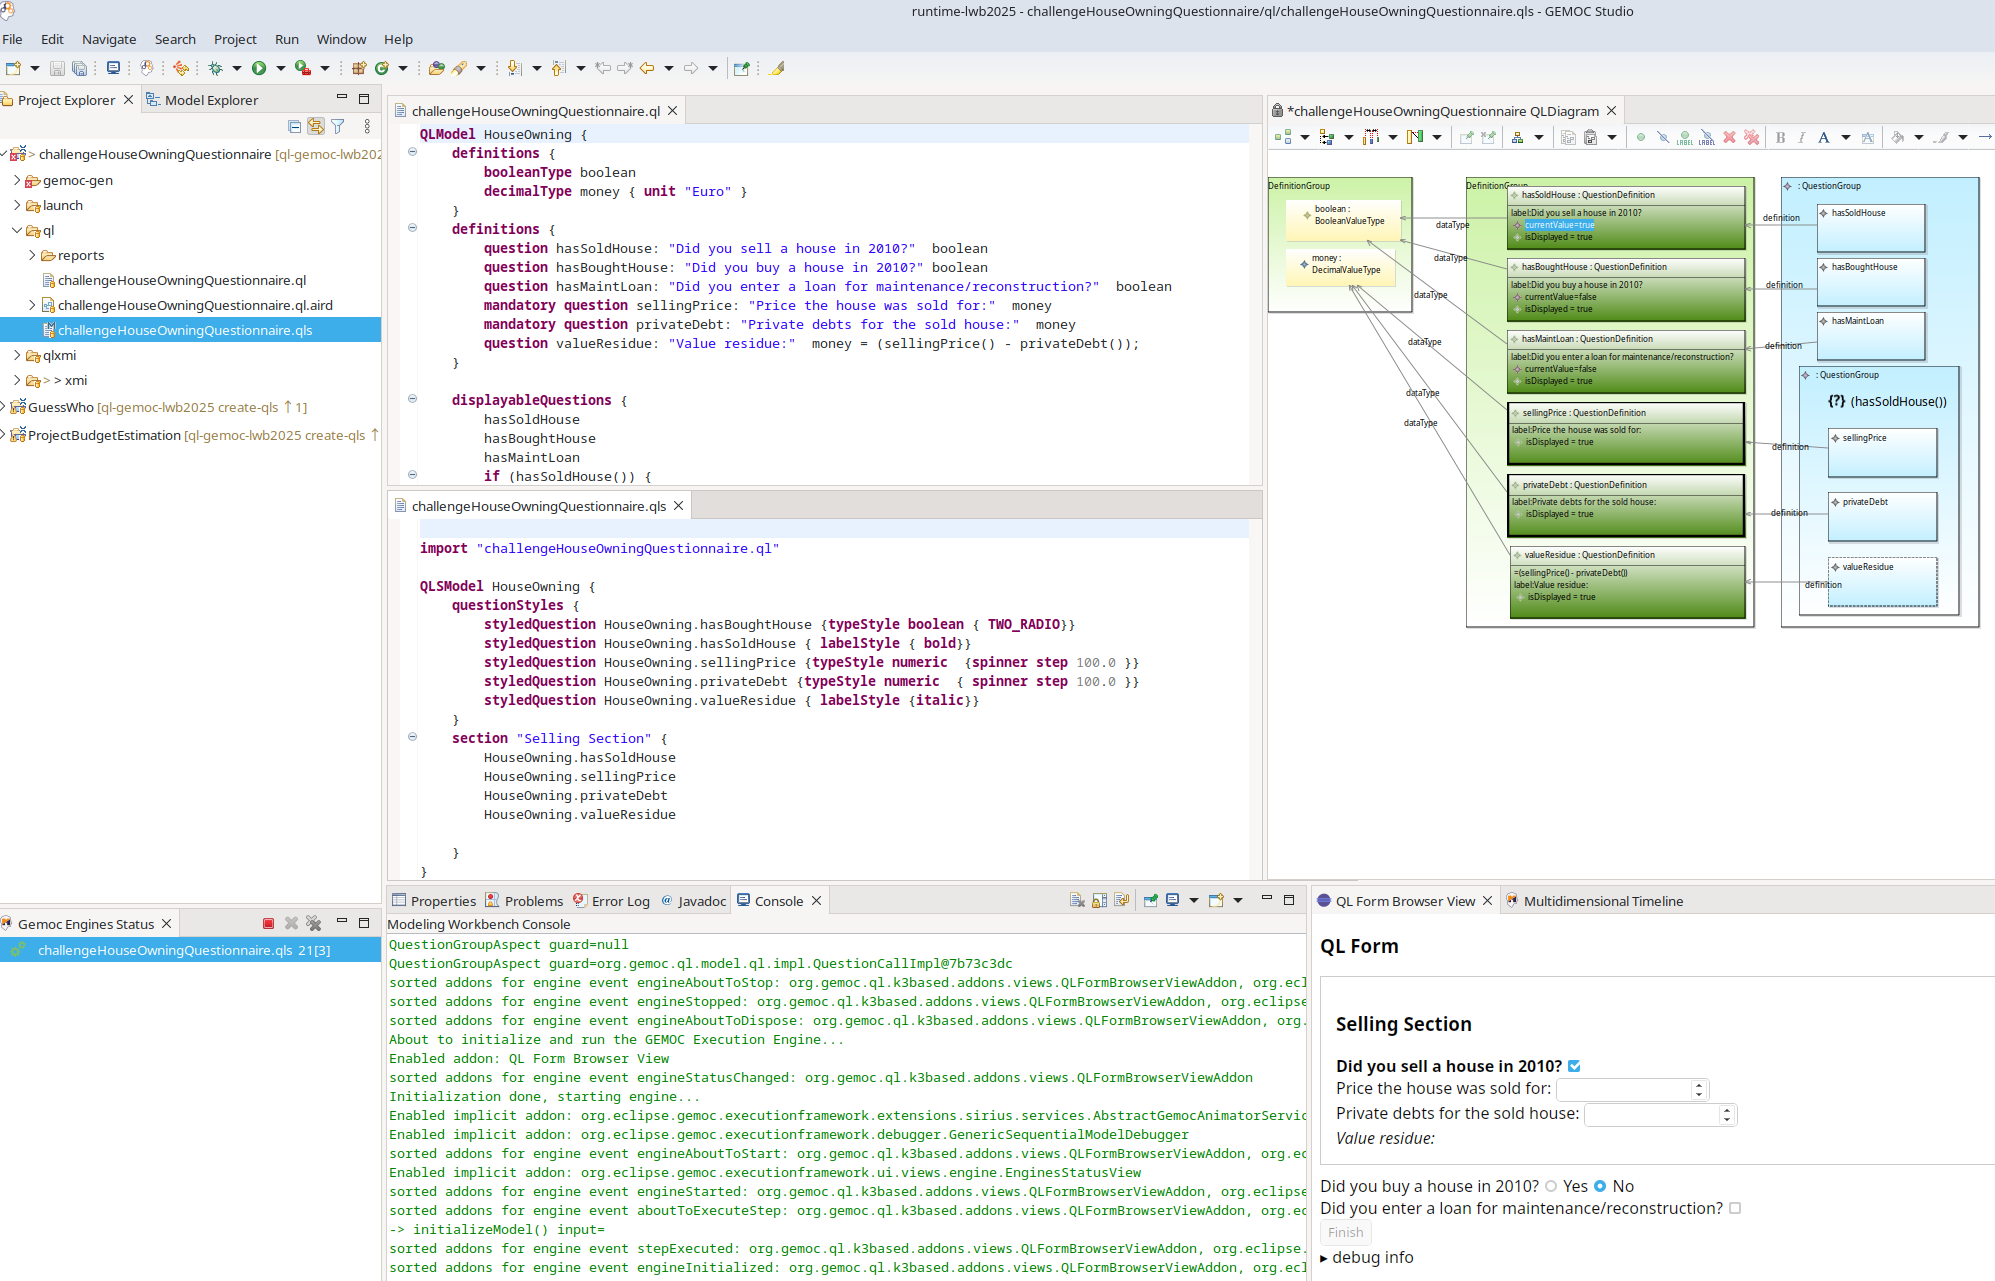 runtime-lwb2025 - challengeHouseOwningQuestionnaire/ql/challengeHouseOwningQuestionnaire.qls - GEMOC Studio
File Edit Navigate Search Project Run Window Help
Project Explorer
Model Explorer
> challengeHouseOwningQuestionnaire [ql-gemoc-lwb202
gemoc-gen
launch
ql
reports
challengeHouseOwningQuestionnaire.ql
challengeHouseOwningQuestionnaire.ql.aird
challengeHouseOwningQuestionnaire.qls
qlxmi
> > xmi
GuessWho [ql-gemoc-lwb2025 create-qls ↑1]
ProjectBudgetEstimation [ql-gemoc-lwb2025 create-qls ↑
Gemoc Engines Status
challengeHouseOwningQuestionnaire.qls 21[3]
challengeHouseOwningQuestionnaire.ql
QLModel HouseOwning {
definitions {
booleanType boolean
decimalType money { unit "Euro" }
}
definitions {
question hasSoldHouse: "Did you sell a house in 2010?" boolean
question hasBoughtHouse: "Did you buy a house in 2010?" boolean
question hasMaintLoan: "Did you enter a loan for maintenance/reconstruction?" boolean
mandatory question sellingPrice: "Price the house was sold for:" money
mandatory question privateDebt: "Private debts for the sold house:" money
question valueResidue: "Value residue:" money = (sellingPrice() - privateDebt());
}
displayableQuestions {
hasSoldHouse
hasBoughtHouse
hasMaintLoan
if (hasSoldHouse()) {
challengeHouseOwningQuestionnaire.qls
import "challengeHouseOwningQuestionnaire.ql"
QLSModel HouseOwning {
questionStyles {
styledQuestion HouseOwning.hasBoughtHouse {typeStyle boolean { TWO_RADIO}}
styledQuestion HouseOwning.hasSoldHouse { labelStyle { bold}}
styledQuestion HouseOwning.sellingPrice {typeStyle numeric {spinner step 100.0 }}
styledQuestion HouseOwning.privateDebt {typeStyle numeric { spinner step 100.0 }}
styledQuestion HouseOwning.valueResidue { labelStyle {italic}}
}
section "Selling Section" {
HouseOwning.hasSoldHouse
HouseOwning.sellingPrice
HouseOwning.privateDebt
HouseOwning.valueResidue
}
}
*challengeHouseOwningQuestionnaire QLDiagram
LABEL LABEL B I A A
DefinitionGroup
boolean :
BooleanValueType
money :
DecimalValueType
dataType
dataType
dataType
dataType
dataType
dataType
DefinitionGroup
hasSoldHouse : QuestionDefinition
label:Did you sell a house in 2010?
currentValue=true
isDisplayed = true
hasBoughtHouse : QuestionDefinition
label:Did you buy a house in 2010?
currentValue=false
isDisplayed = true
hasMaintLoan : QuestionDefinition
label:Did you enter a loan for maintenance/reconstruction?
currentValue=false
isDisplayed = true
sellingPrice : QuestionDefinition
label:Price the house was sold for:
isDisplayed = true
privateDebt : QuestionDefinition
label:Private debts for the sold house:
isDisplayed = true
valueResidue : QuestionDefinition
=(sellingPrice() - privateDebt())
label:Value residue:
isDisplayed = true
definition
definition
definition
definition
definition
definition
: QuestionGroup
hasSoldHouse
hasBoughtHouse
hasMaintLoan
: QuestionGroup
{?} (hasSoldHouse())
sellingPrice
privateDebt
valueResidue
Properties Problems Error Log @ Javadoc Console
Modeling Workbench Console
QuestionGroupAspect guard=null
QuestionGroupAspect guard=org.gemoc.ql.model.ql.impl.QuestionCallImpl@7b73c3dc
sorted addons for engine event engineAboutToStop: org.gemoc.ql.k3based.addons.views.QLFormBrowserViewAddon, org.ecl
sorted addons for engine event engineStopped: org.gemoc.ql.k3based.addons.views.QLFormBrowserViewAddon, org.eclipse
sorted addons for engine event engineAboutToDispose: org.gemoc.ql.k3based.addons.views.QLFormBrowserViewAddon, org.
About to initialize and run the GEMOC Execution Engine...
Enabled addon: QL Form Browser View
sorted addons for engine event engineStatusChanged: org.gemoc.ql.k3based.addons.views.QLFormBrowserViewAddon
Initialization done, starting engine...
Enabled implicit addon: org.eclipse.gemoc.executionframework.extensions.sirius.services.AbstractGemocAnimatorServic
Enabled implicit addon: org.eclipse.gemoc.executionframework.debugger.GenericSequentialModelDebugger
sorted addons for engine event engineAboutToStart: org.gemoc.ql.k3based.addons.views.QLFormBrowserViewAddon, org.ec
Enabled implicit addon: org.eclipse.gemoc.executionframework.ui.views.engine.EnginesStatusView
sorted addons for engine event engineStarted: org.gemoc.ql.k3based.addons.views.QLFormBrowserViewAddon, org.eclipse
sorted addons for engine event aboutToExecuteStep: org.gemoc.ql.k3based.addons.views.QLFormBrowserViewAddon, org.ec
-> initializeModel() input=
sorted addons for engine event stepExecuted: org.gemoc.ql.k3based.addons.views.QLFormBrowserViewAddon, org.eclipse.
sorted addons for engine event engineInitialized: org.gemoc.ql.k3based.addons.views.QLFormBrowserViewAddon, org.ecl
QL Form Browser View
Multidimensional Timeline
QL Form
Selling Section
Did you sell a house in 2010?
Price the house was sold for:
Private debts for the sold house:
Value residue:
Did you buy a house in 2010? Yes No
Did you enter a loan for maintenance/reconstruction?
Finish
▸ debug info